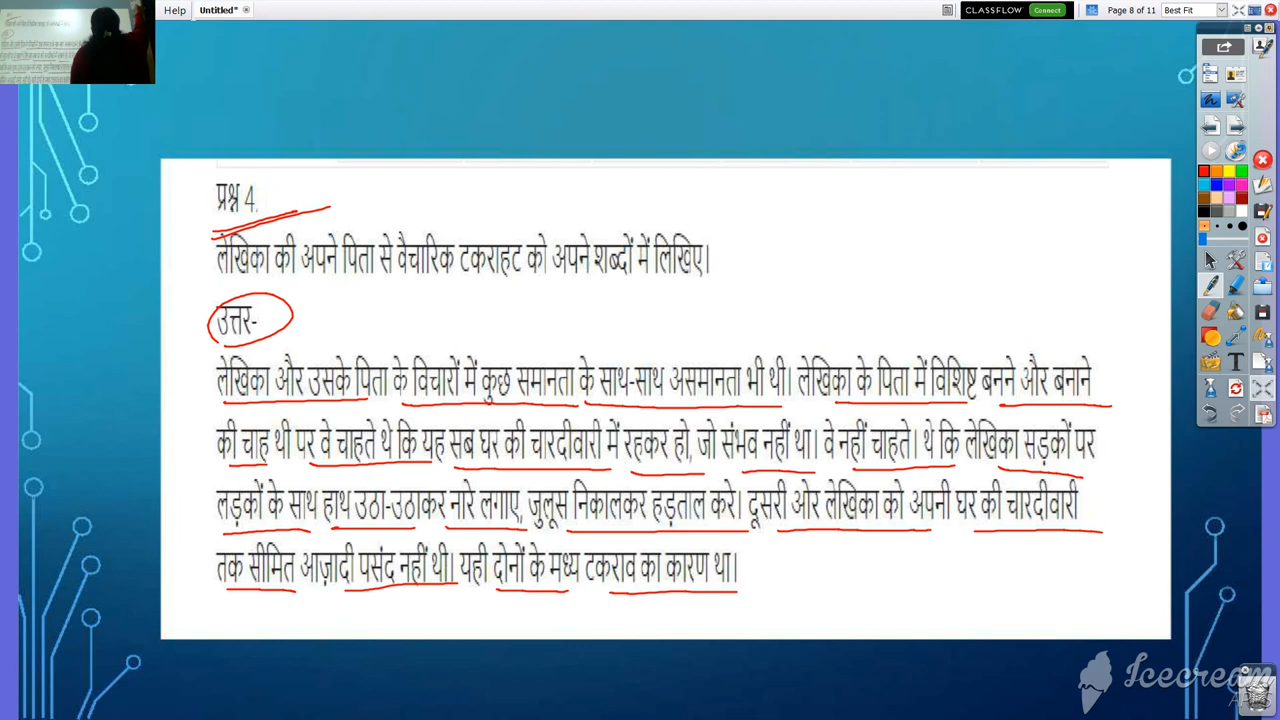 Help
Untitled*
CLASSFLOW
Connect
Page 8 of 11
Best Fit
प्रश्न 4.
लेखिका की अपने पिता से वैचारिक टकराहट को अपने शब्दों में लिखिए।
उत्तर-
लेखिका और उसके पिता के विचारों में कुछ समानता के साथ-साथ असमानता भी थी। लेखिका के पिता में विशिष्ट बनने और बनाने
की चाह थी पर वे चाहते थे कि यह सब घर की चारदीवारी में रहकर हो, जो संभव नहीं था। वे नहीं चाहते। थे कि लेखिका सड़कों पर
लड़कों के साथ हाथ उठा-उठाकर नारे लगाए, जुलूस निकालकर हड़ताल करे। दूसरी ओर लेखिका को अपनी घर की चारदीवारी
तक सीमित आज़ादी पसंद नहीं थी। यही दोनों के मध्य टकराव का कारण था।
Icecream
APPS